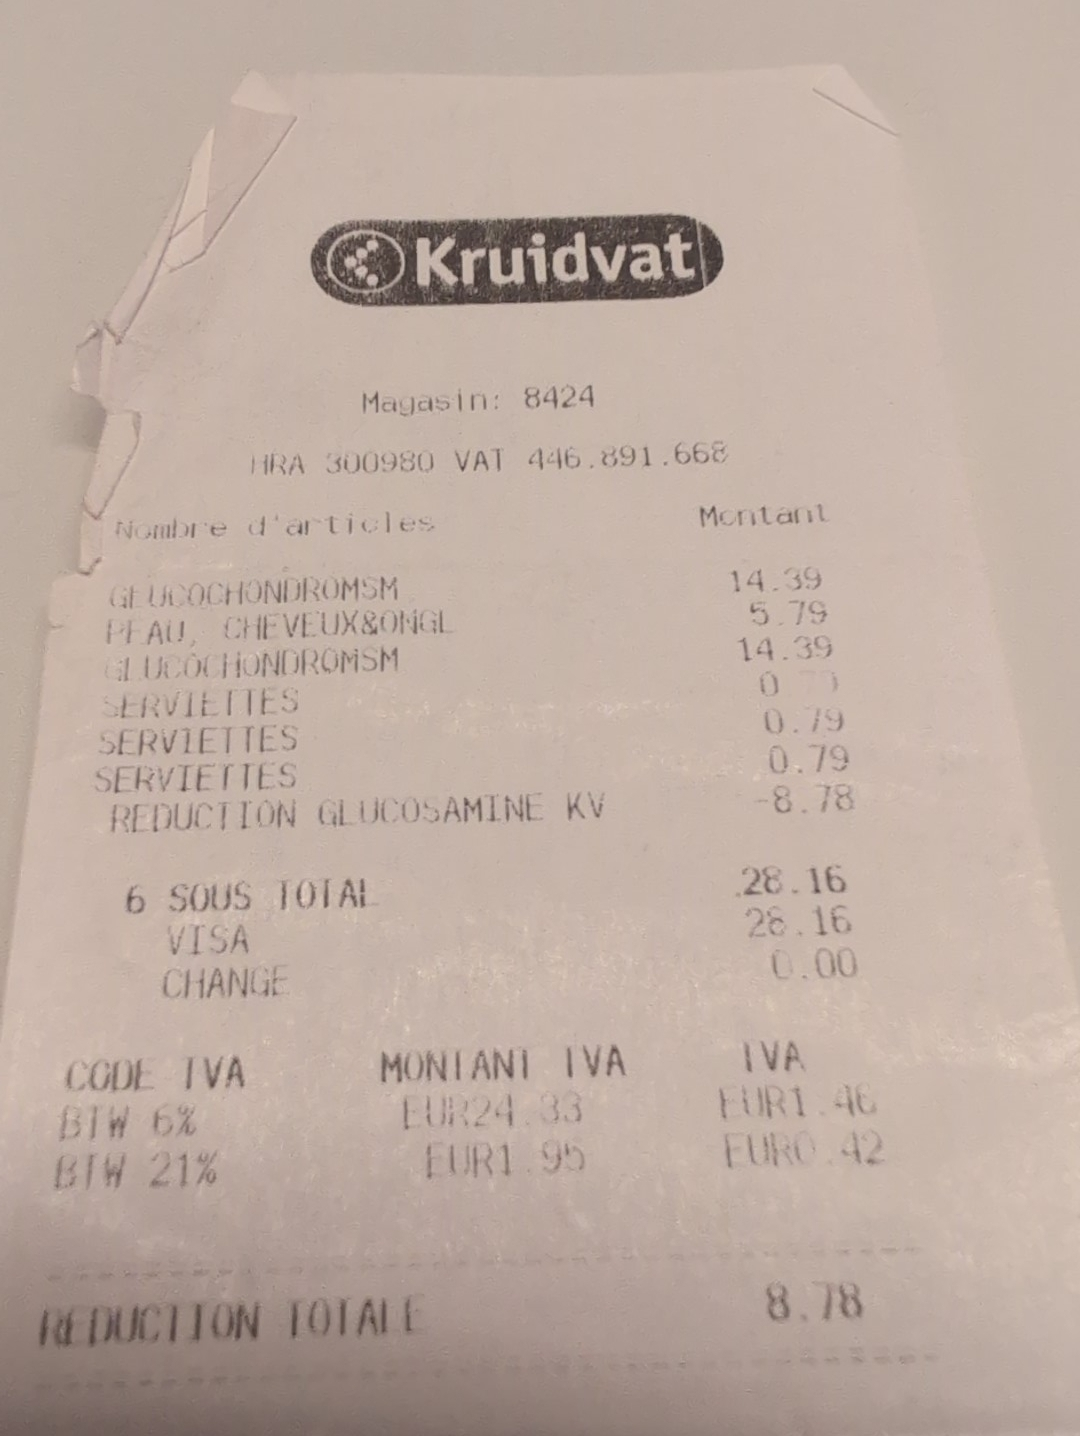 Kruidvat
Magasin: 8424
HRA 300980 VAT 446.891.668
Nombre d'articles Montant
GLUCOCHONDROMSM 14.39
PEAU, CHEVEUX&ONGL 5.79
GLUCOCHONDROMSM 14.39
SERVIETTES
SERVIETTES 0.79
SERVIETTES 0.79
REDUCTION GLUCOSAMINE KV -8.78
6 SOUS TOTAL 28.16
VISA 28.16
CHANGE 0.00
CODE TVA MONTANT TVA TVA
BTW 6% EUR24.33 EUR1.46
BTW 21% EUR1.95 EUR0.42
REDUCTION TOTALE 8.78